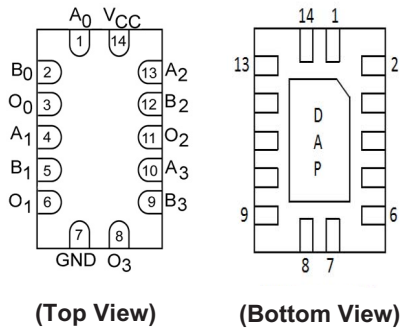 A0 VCC
1 14
B0 2 13 A2
O0 3 12 B2
A1 4 11 O2
B1 5 10 A3
O1 6 9 B3
7 8
GND O3
(Top View)
14 1
13 2
D
A
P
9 6
8 7
(Bottom View)